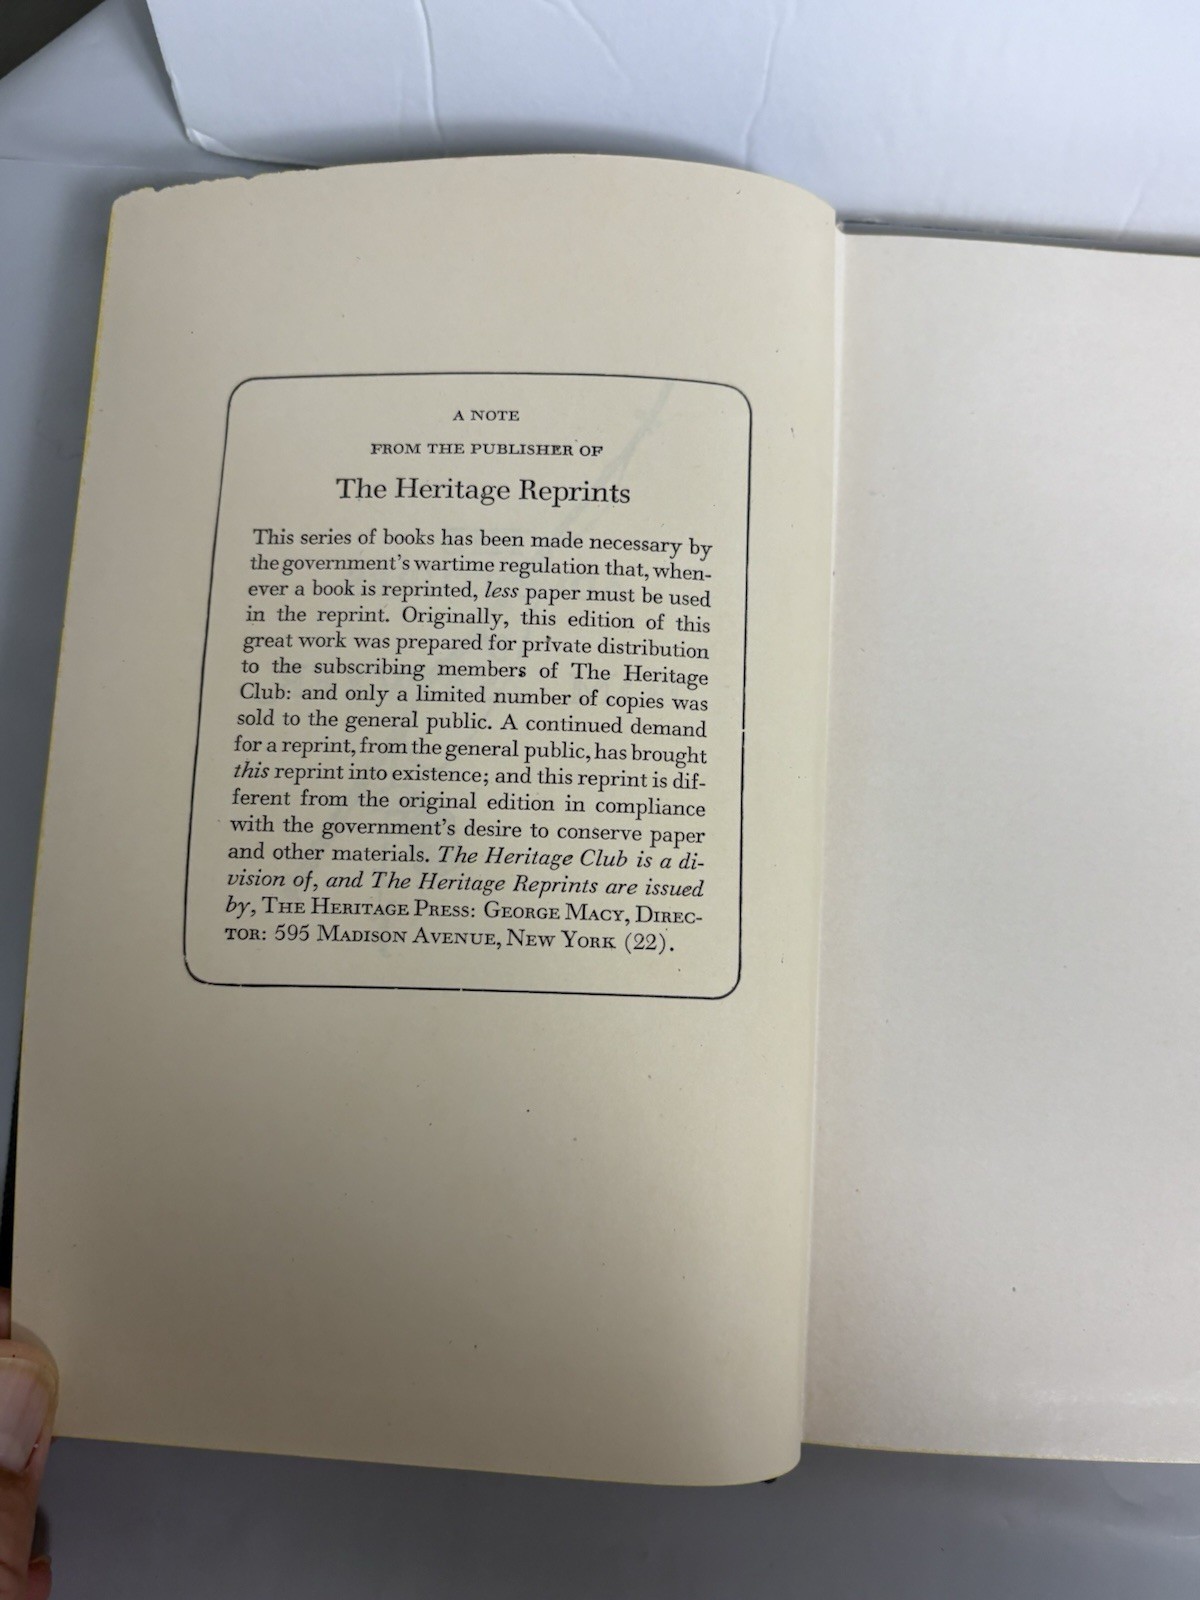 A NOTE
FROM THE PUBLISHER OF
The Heritage Reprints
This series of books has been made necessary by
the government's wartime regulation that, when-
ever a book is reprinted, less paper must be used
in the reprint. Originally, this edition of this
great work was prepared for private distribution
to the subscribing members of The Heritage
Club: and only a limited number of copies was
sold to the general public. A continued demand
for a reprint, from the general public, has brought
this reprint into existence; and this reprint is dif-
ferent from the original edition in compliance
with the government's desire to conserve paper
and other materials. The Heritage Club is a di-
vision of, and The Heritage Reprints are issued
by, THE HERITAGE PRESS: GEORGE MACY, DIREC-
TOR: 595 MADISON AVENUE, NEW YORK (22).